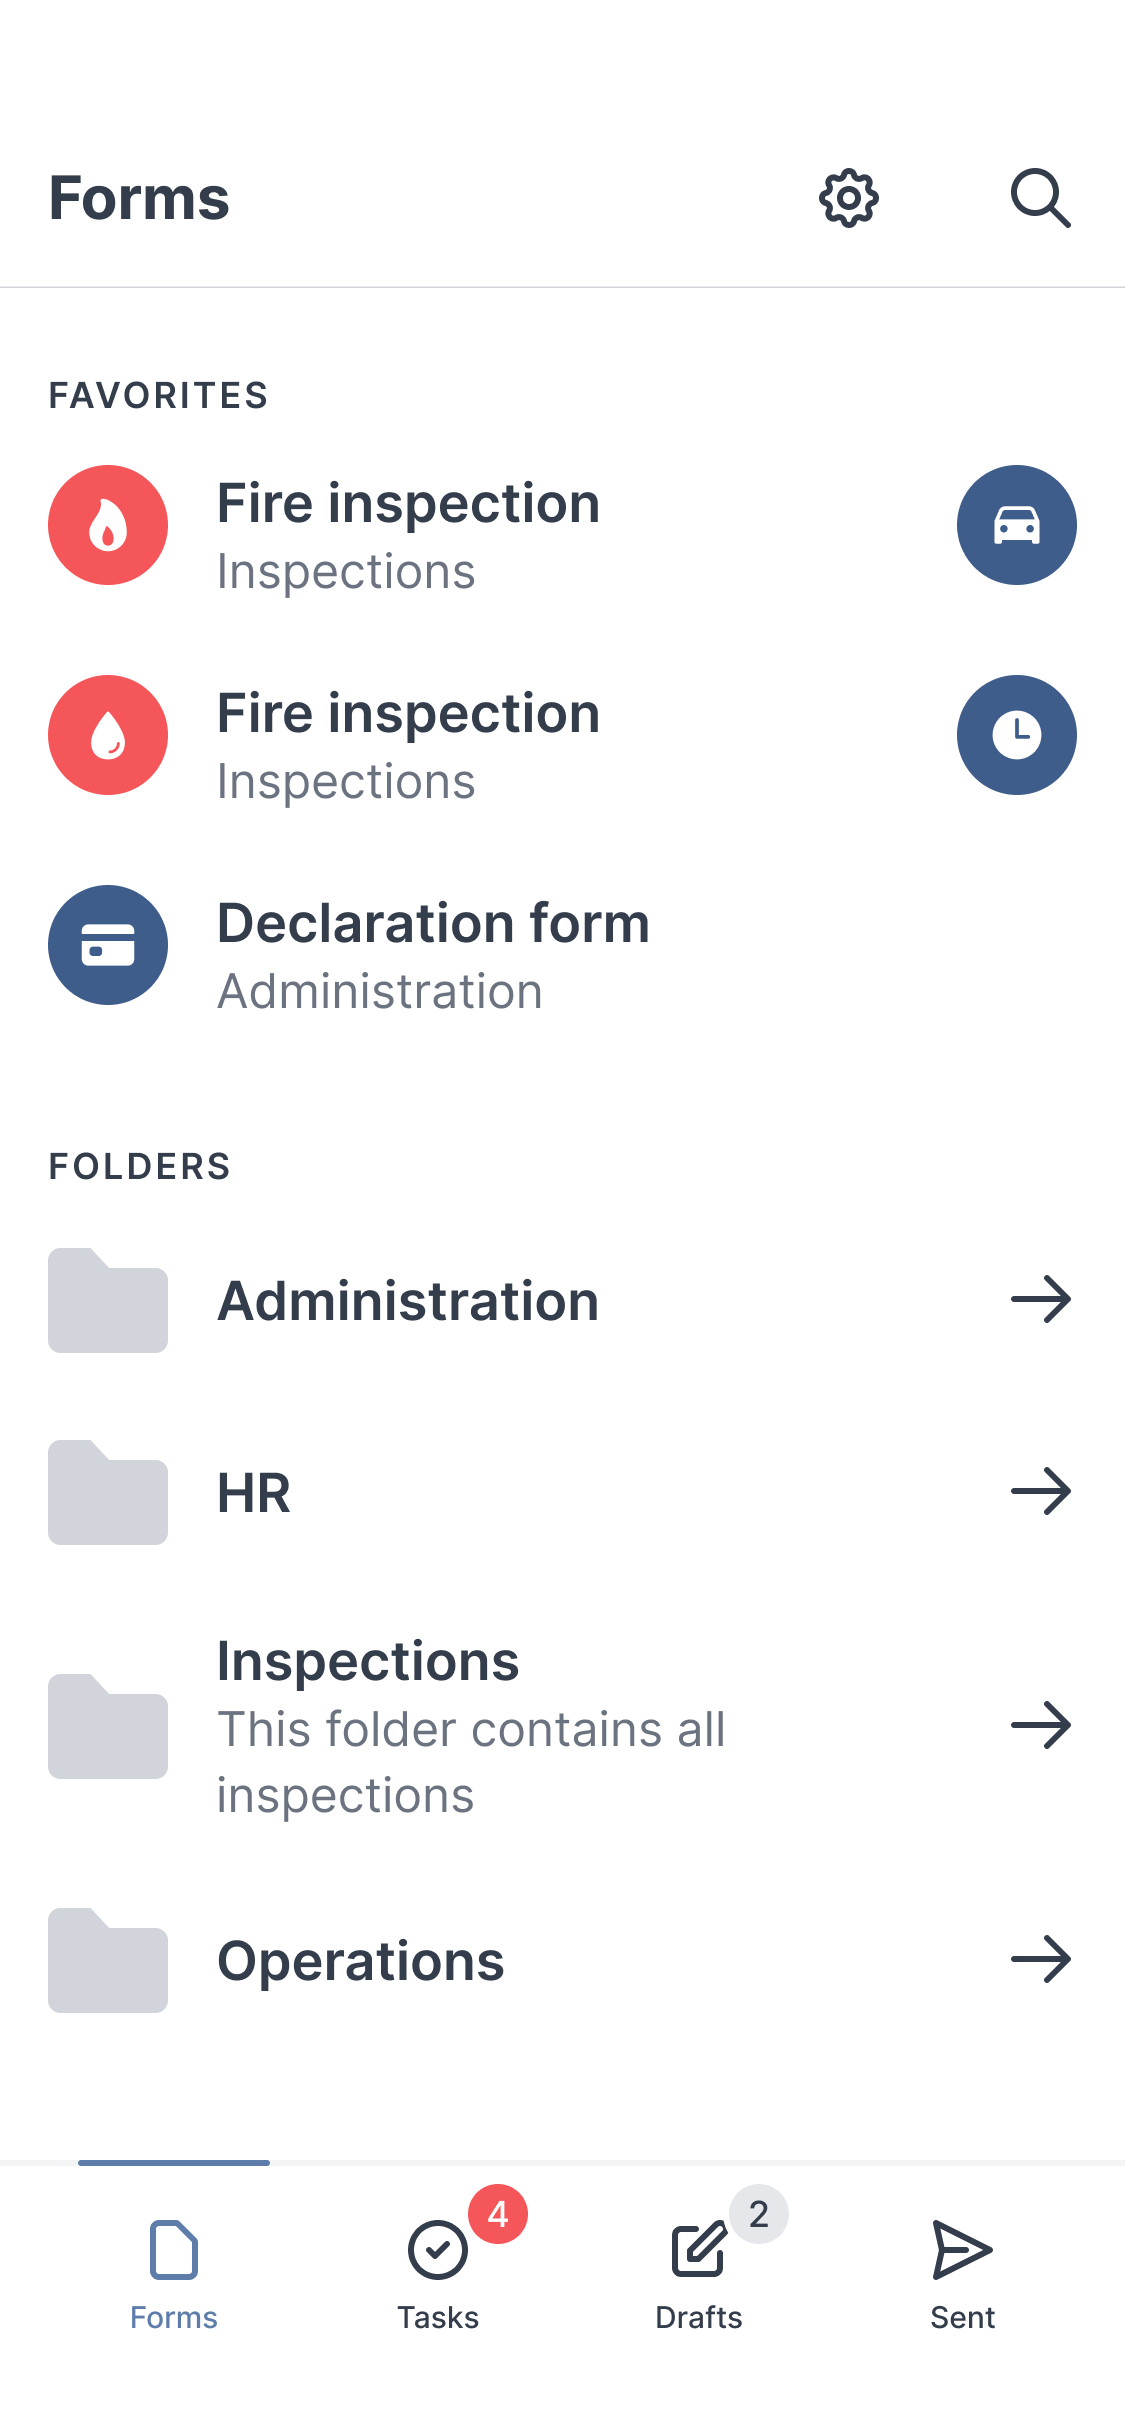 Forms
FAVORITES
Fire inspection
Inspections
Fire inspection
Inspections
Declaration form
Administration
FOLDERS
Administration
HR
Inspections
This folder contains all
inspections
Operations
4
2
Forms
Tasks
Drafts
Sent